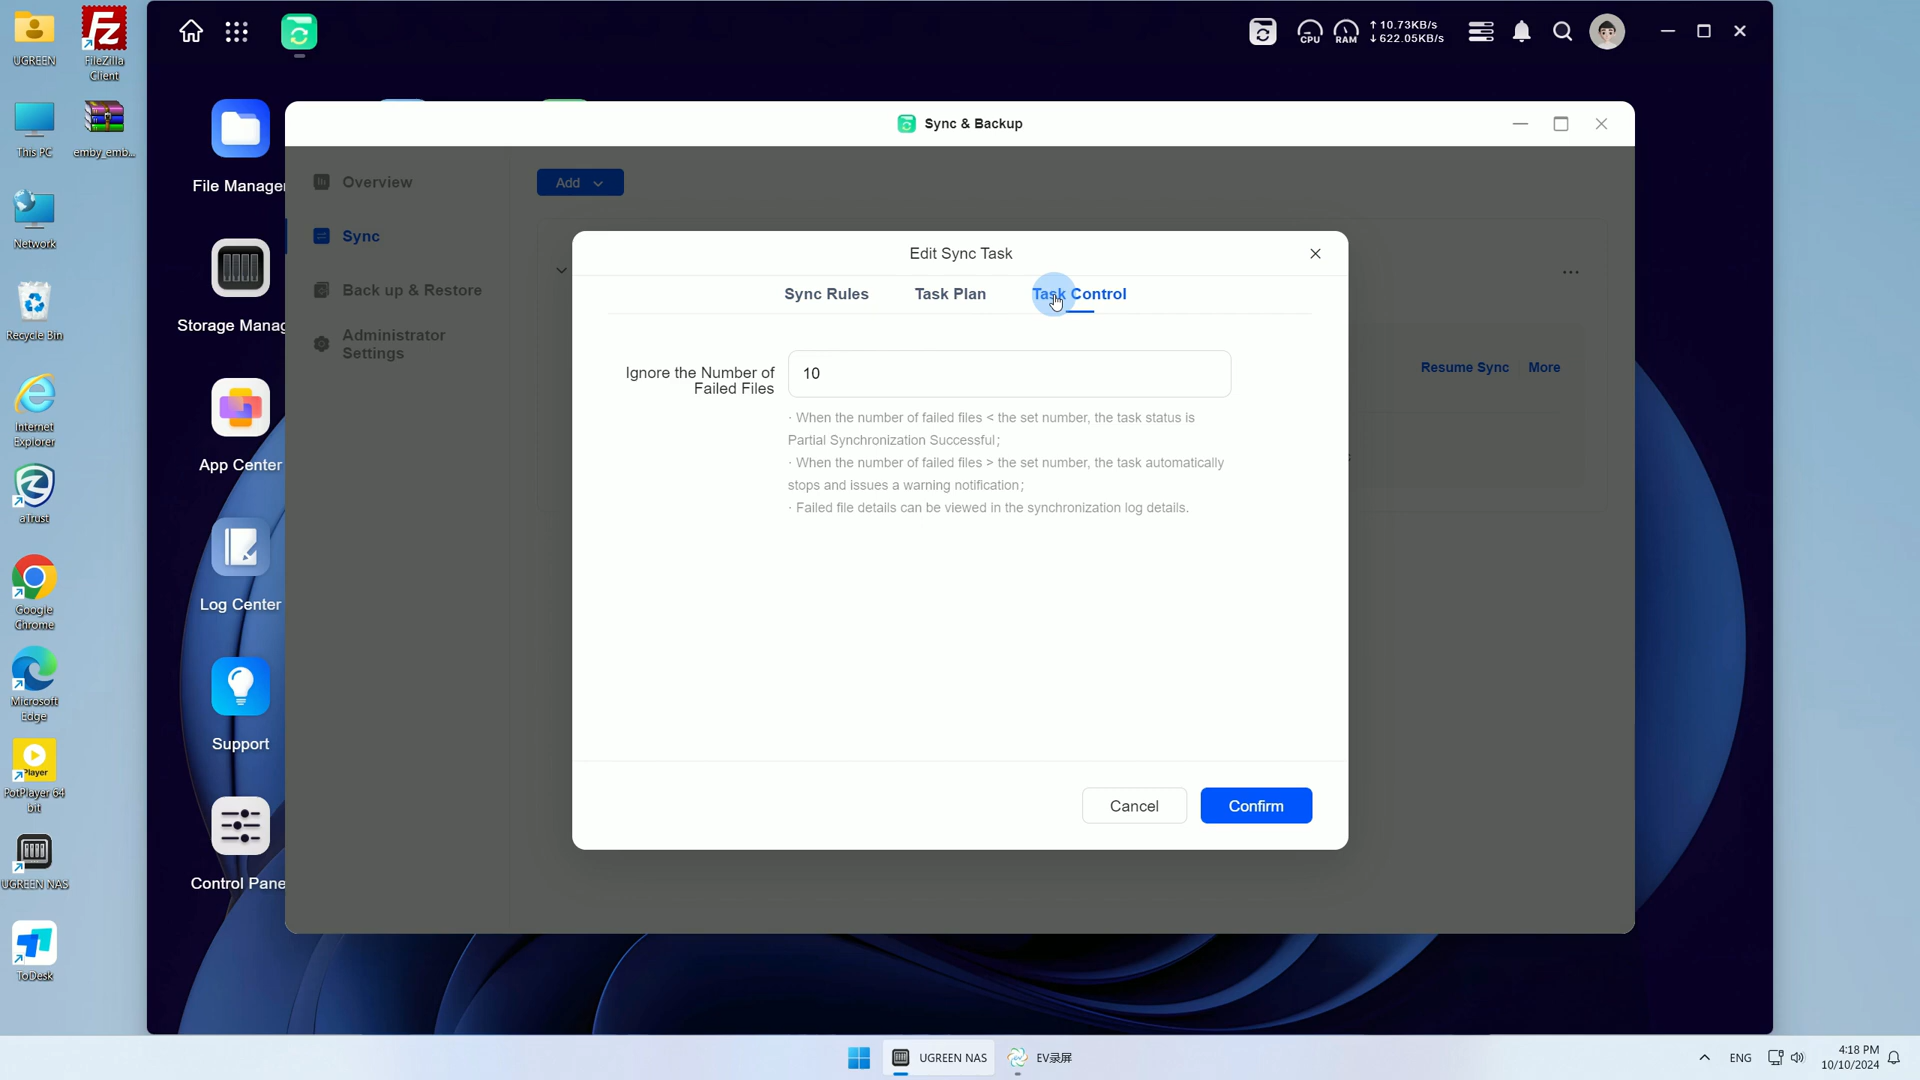 UGREEN
FileZilla
Client
This PC
emby_emb...
Network
Recycle Bin
Internet
Explorer
aTrust
Google
Chrome
Microsoft
Edge
Player
PotPlayer 64
bit
UGREEN NAS
ToDesk
CPU
RAM
↑ 10.73KB/s
↓ 622.05KB/s
File Manager
Storage Manag
App Center
Log Center
Support
Control Pane
Sync & Backup
Overview
Sync
Back up & Restore
Administrator
Settings
Add
...
Resume Sync
More
Edit Sync Task
Sync Rules
Task Plan
Task Control
Ignore the Number of
Failed Files
10
· When the number of failed files < the set number, the task status is
Partial Synchronization Successful;
· When the number of failed files > the set number, the task automatically
stops and issues a warning notification;
· Failed file details can be viewed in the synchronization log details.
Cancel
Confirm
UGREEN NAS
EV录屏
ENG
4:18 PM
10/10/2024